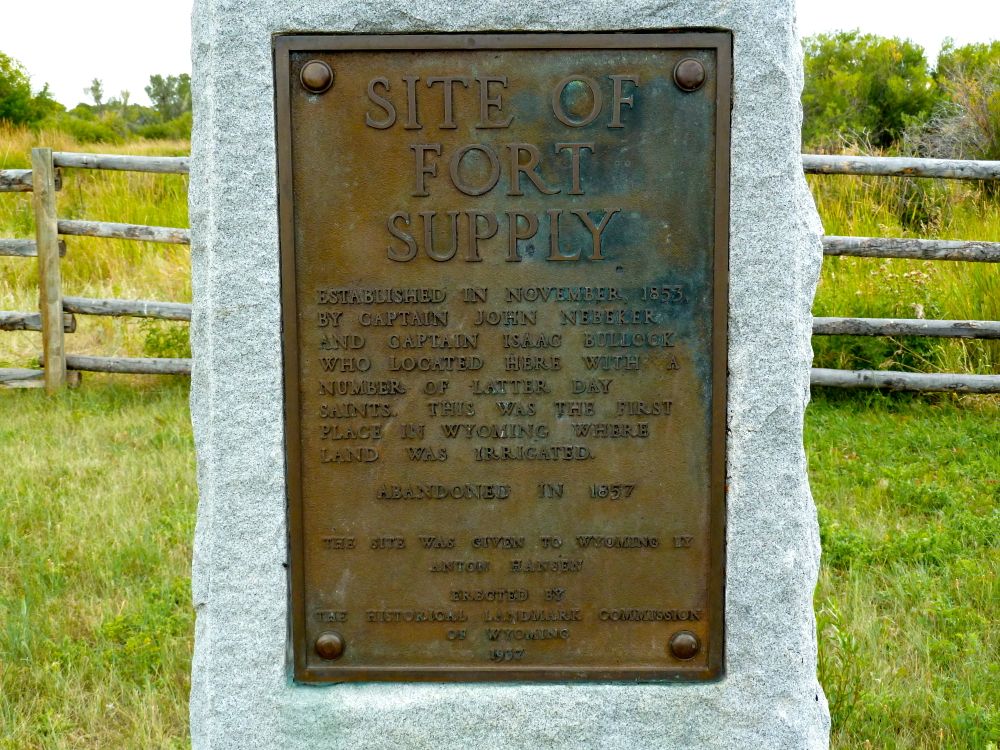 SITE OF
FORT
SUPPLY
ESTABLISHED IN NOVEMBER, 1853,
BY CAPTAIN JOHN NEBEKER
AND CAPTAIN ISAAC BULLOCK
WHO LOCATED HERE WITH A
NUMBER OF LATTER DAY
SAINTS. THIS WAS THE FIRST
PLACE IN WYOMING WHERE
LAND WAS IRRIGATED.
ABANDONED IN 1857
THE SITE WAS GIVEN TO WYOMING BY
ANTON HANSEN
ERECTED BY
THE HISTORICAL LANDMARK COMMISSION
OF WYOMING
1937